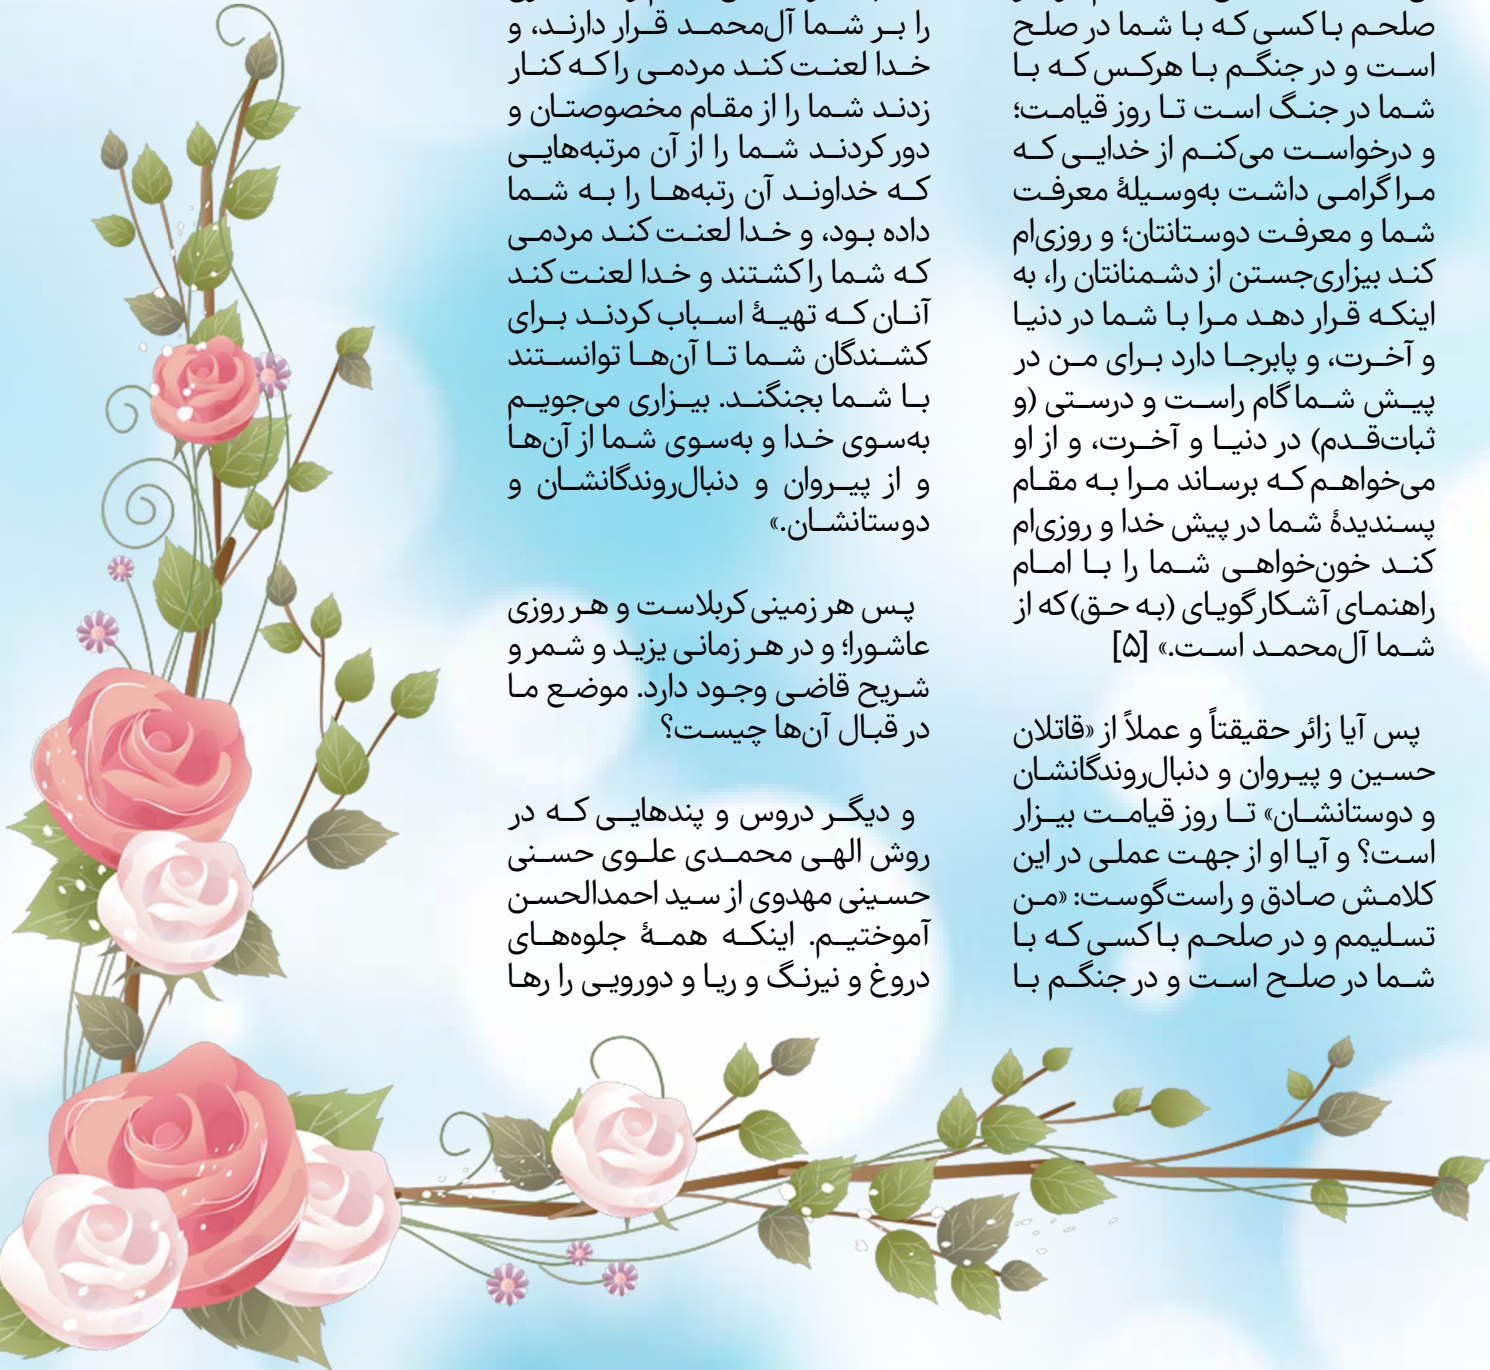 صلحم با کسی که با شما در صلح
است و در جنگم با هرکس که با
شما در جنگ است تا روز قیامت؛
و درخواست می‌کنم از خدایی که
مرا گرامی داشت به‌وسیلهٔ معرفت
شما و معرفت دوستانتان؛ و روزی‌ام
کند بیزاری‌جستن از دشمنانتان را، به
اینکه قرار دهد مرا با شما در دنیا
و آخرت، و پابرجا دارد برای من در
پیش شما گام راست و درستی (و
ثبات‌قدم) در دنیا و آخرت، و از او
می‌خواهم که برساند مرا به مقام
پسندیدهٔ شما در پیش خدا و روزی‌ام
کند خون‌خواهی شما را با امام
راهنمای آشکار گویای (به حق) که از
شما آل‌محمد است.» [۵]
پس آیا زائر حقیقتاً و عملاً از «قاتلان
حسین و پیروان و دنبال‌روندگانشان
و دوستانشان» تا روز قیامت بیزار
است؟ و آیا او از جهت عملی در این
کلامش صادق و راست‌گوست: «من
تسلیمم و در صلحم با کسی که با
شما در صلح است و در جنگم با
را بر شما آل‌محمد قرار دارند، و
خدا لعنت کند مردمی را که کنار
زدند شما را از مقام مخصوصتان و
دور کردند شما را از آن مرتبه‌هایی
که خداوند آن رتبه‌ها را به شما
داده بود، و خدا لعنت کند مردمی
که شما را کشتند و خدا لعنت کند
آنان که تهیهٔ اسباب کردند برای
کشندگان شما تا آن‌ها توانستند
با شما بجنگند. بیزاری می‌جویم
به‌سوی خدا و به‌سوی شما از آن‌ها
و از پیروان و دنبال‌روندگانشان و
دوستانشان.»
پس هر زمینی کربلاست و هر روزی
عاشورا؛ و در هر زمانی یزید و شمر و
شریح قاضی وجود دارد. موضع ما
در قبال آن‌ها چیست؟
و دیگر دروس و پندهایی که در
روش الهی محمدی علوی حسنی
حسینی مهدوی از سید احمدالحسن
آموختیم. اینکه همهٔ جلوه‌های
دروغ و نیرنگ و ریا و دورویی را رها